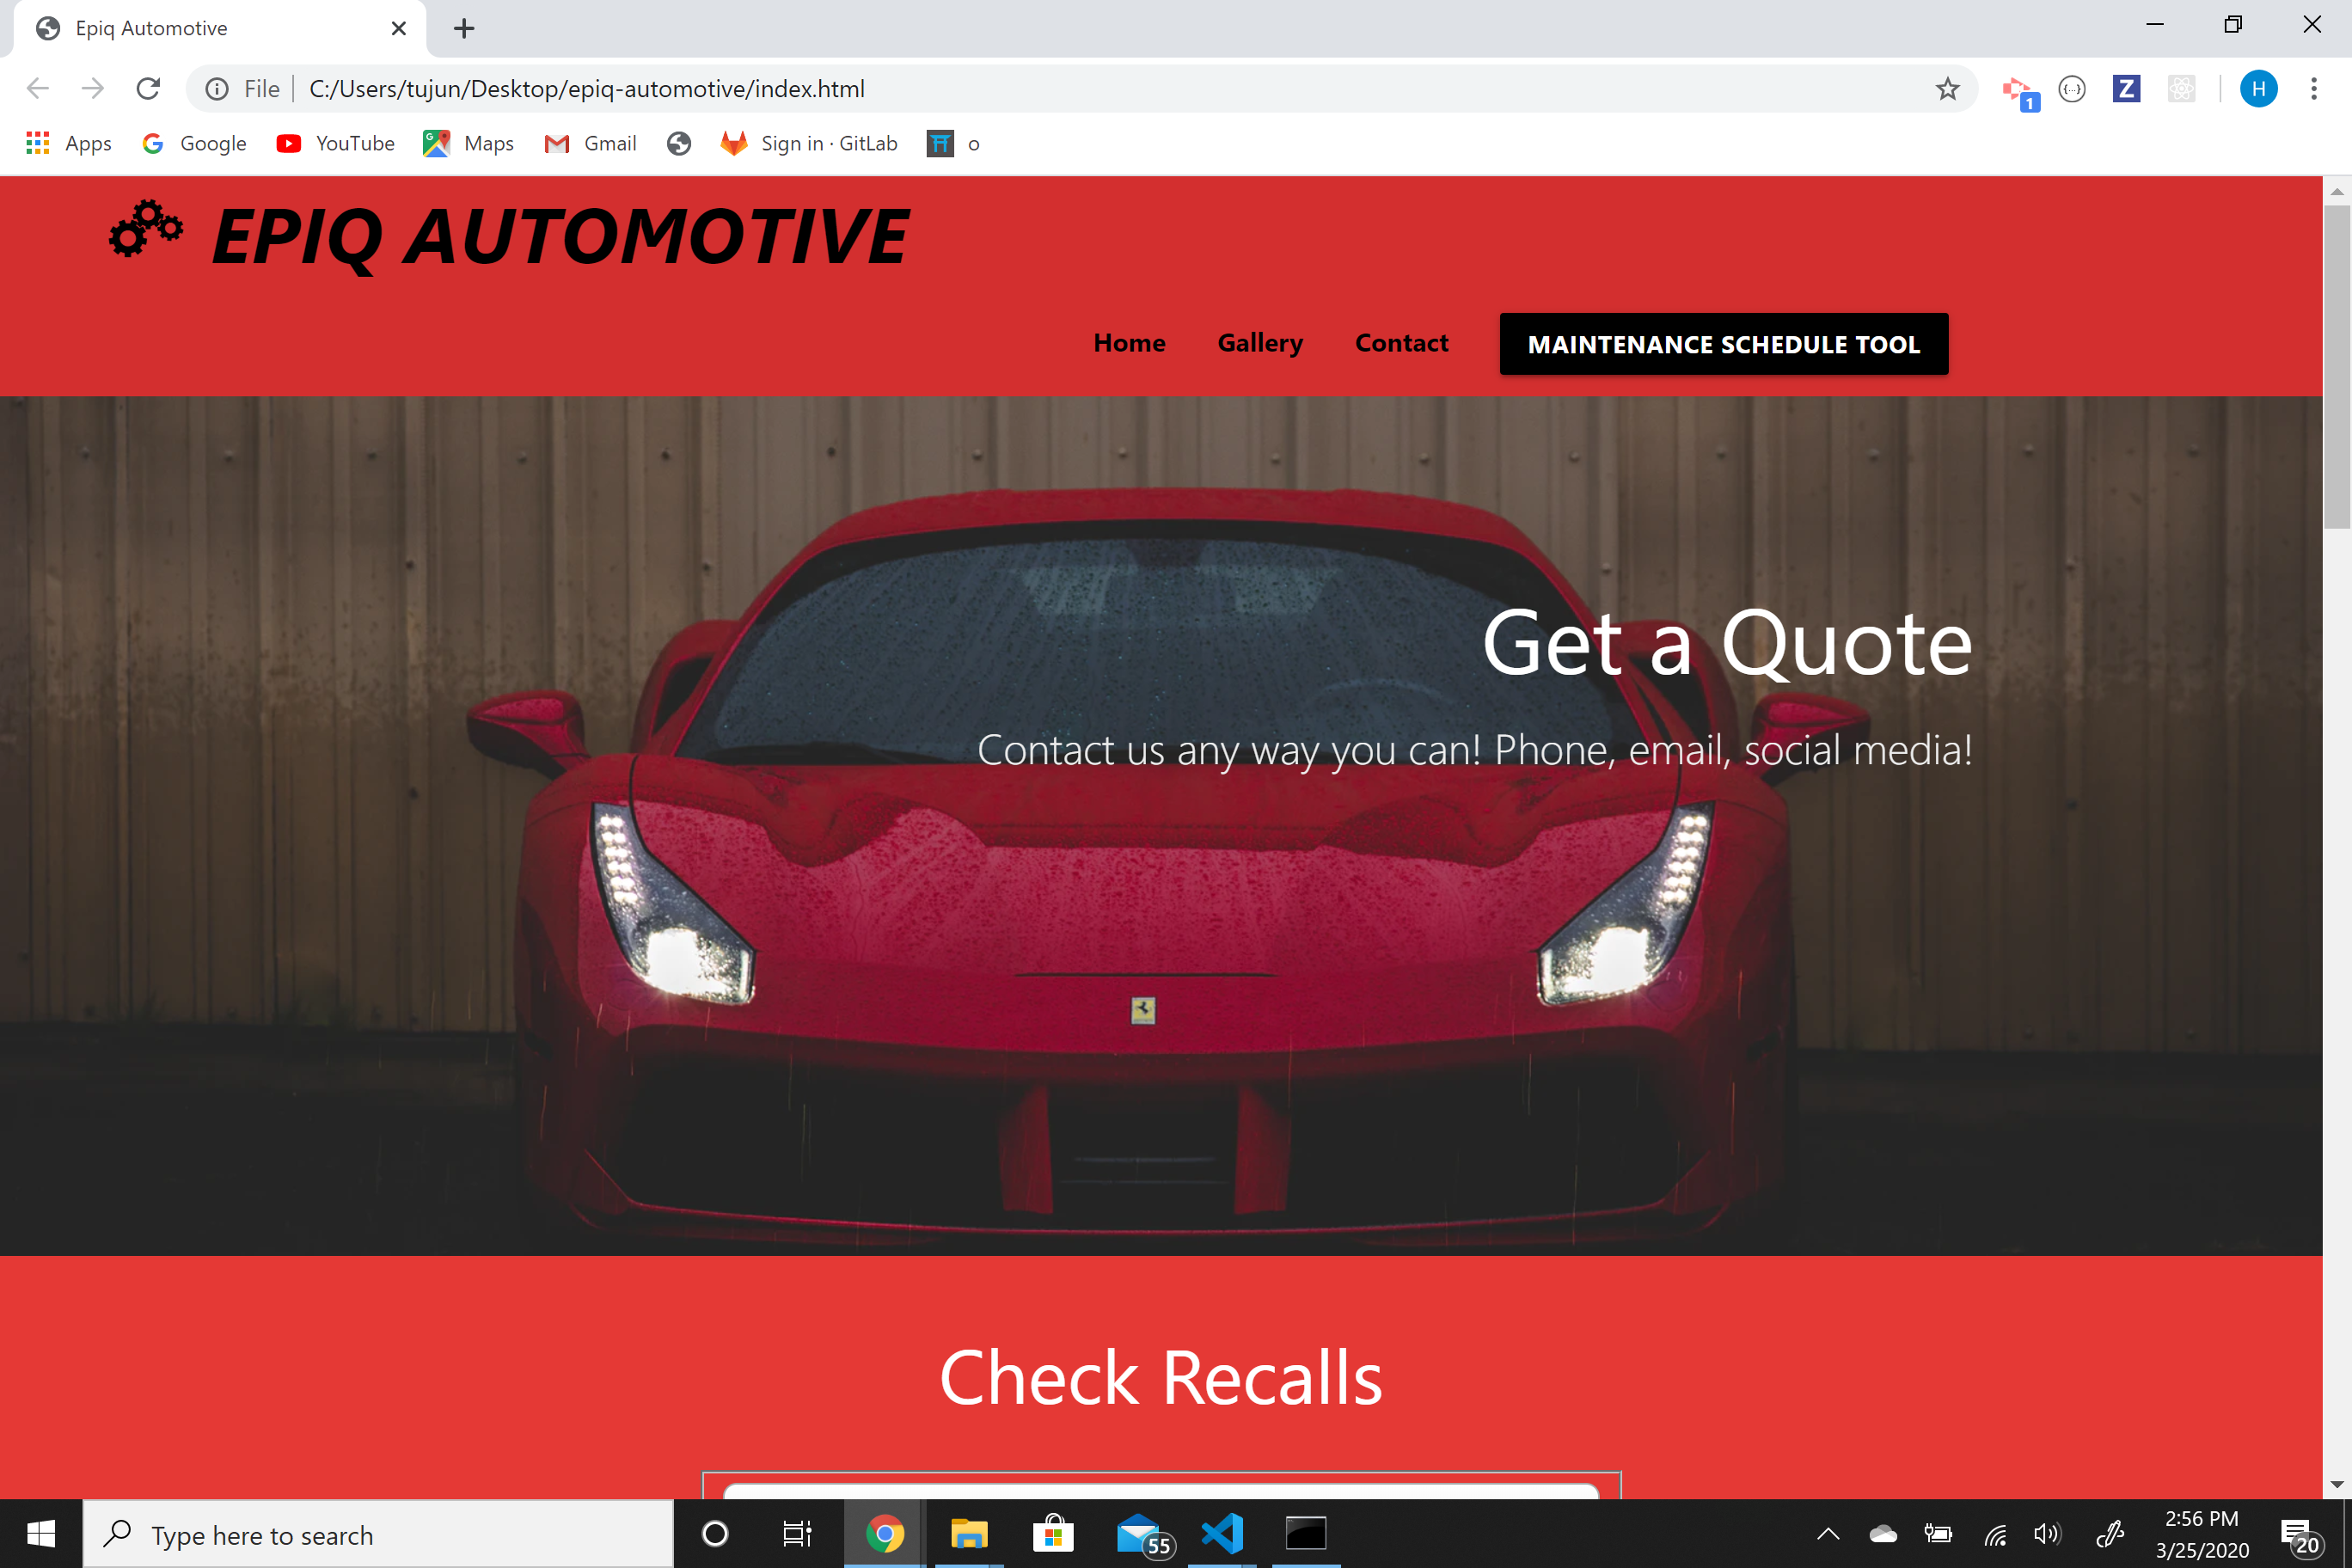 Epiq Automotive
File C:/Users/tujun/Desktop/epiq-automotive/index.html
1 {···} Z H
Apps Google YouTube Maps Gmail Sign in · GitLab o
EPIQ AUTOMOTIVE
Home Gallery Contact MAINTENANCE SCHEDULE TOOL
Get a Quote
Contact us any way you can! Phone, email, social media!
Check Recalls
Type here to search
55
2:56 PM
3/25/2020
20